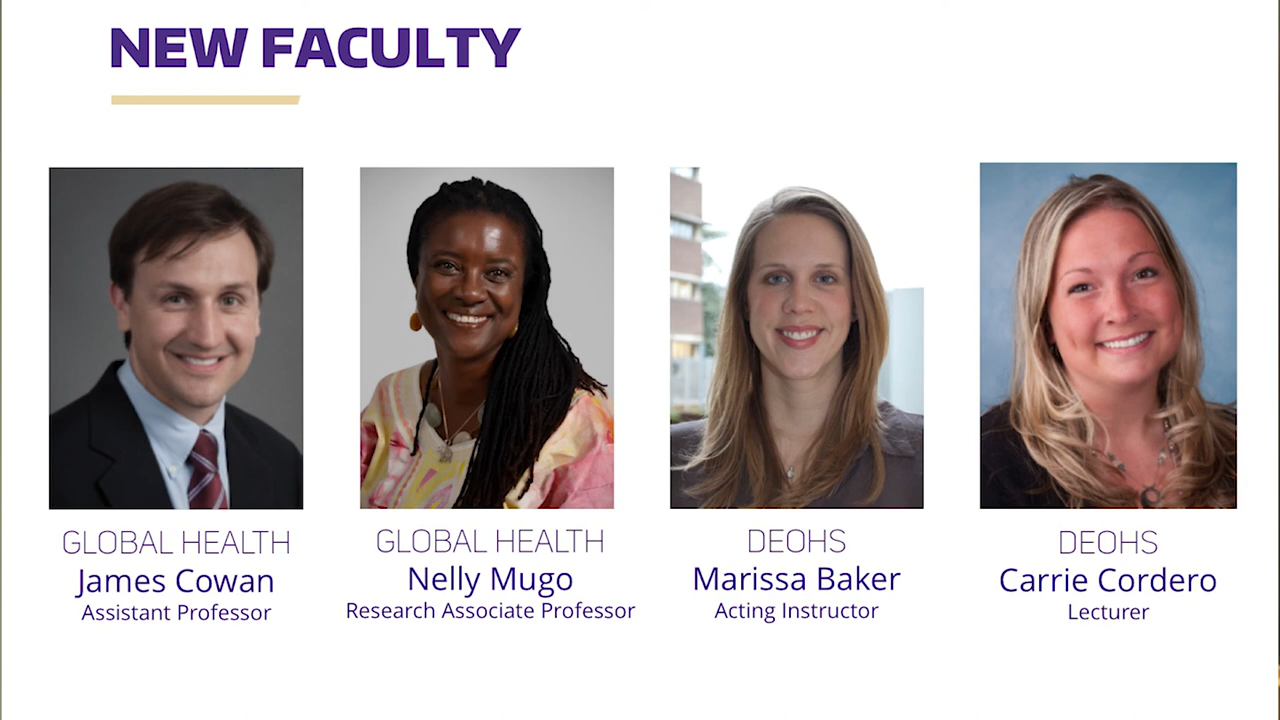 NEW FACULTY
GLOBAL HEALTH
James Cowan
Assistant Professor
GLOBAL HEALTH
Nelly Mugo
Research Associate Professor
DEOHS
Marissa Baker
Acting Instructor
DEOHS
Carrie Cordero
Lecturer